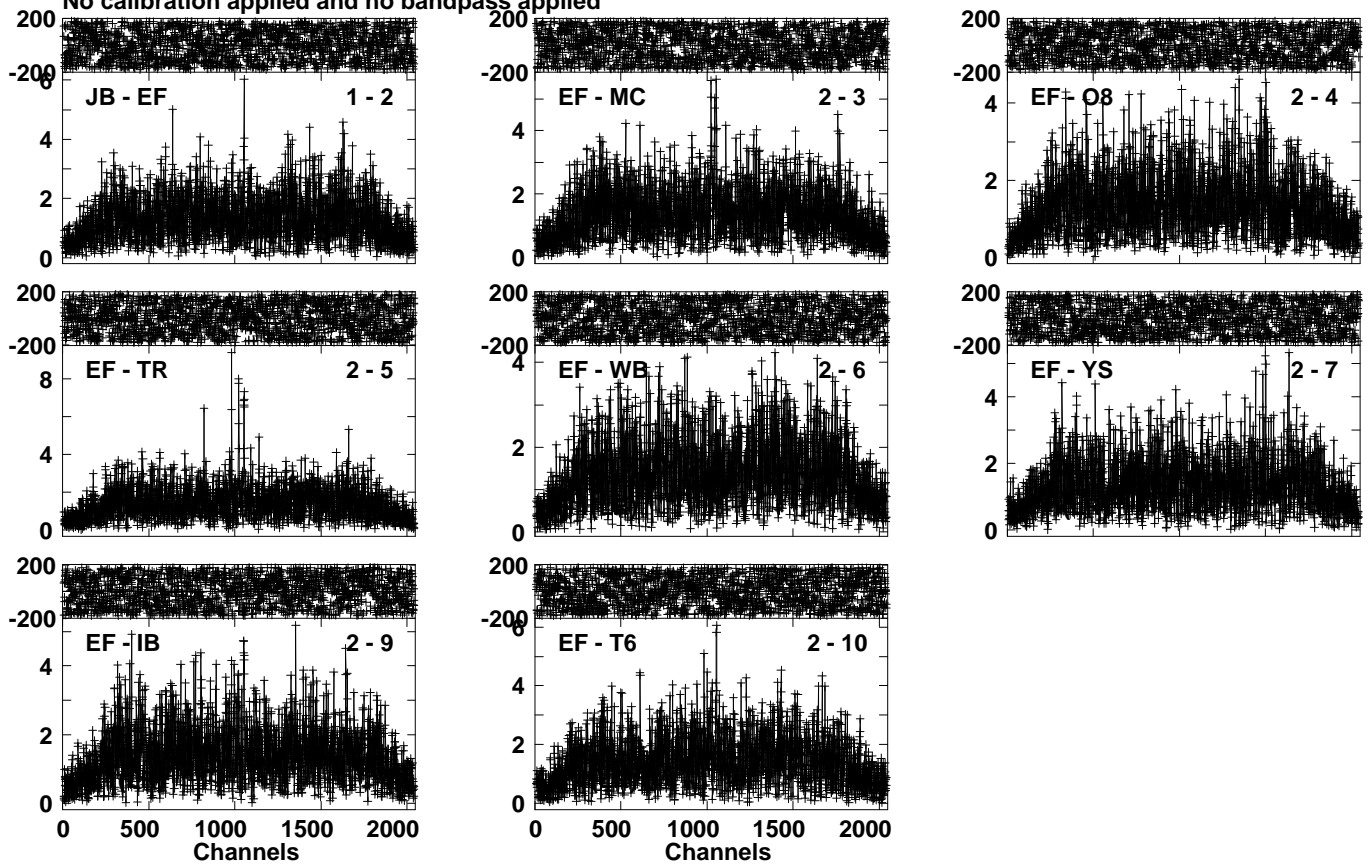 No calibration applied and no bandpass applied
200 200 200
-200 -200 -200
6
JB - EF 1 - 2 EF - MC 2 - 3 EF - O8 2 - 4
4 4 4
2 2 2
0 0 0
200 200 200
-200 -200 -200
EF - TR 2 - 5 EF - WB 2 - 6 EF - YS 2 - 7
8 4 4
4 2 2
0 0 0
200 200
-200 -200
6
EF - IB 2 - 9 EF - T6 2 - 10
4 4
2 2
0 0
0 500 1000 1500 2000 0 500 1000 1500 2000
Channels Channels